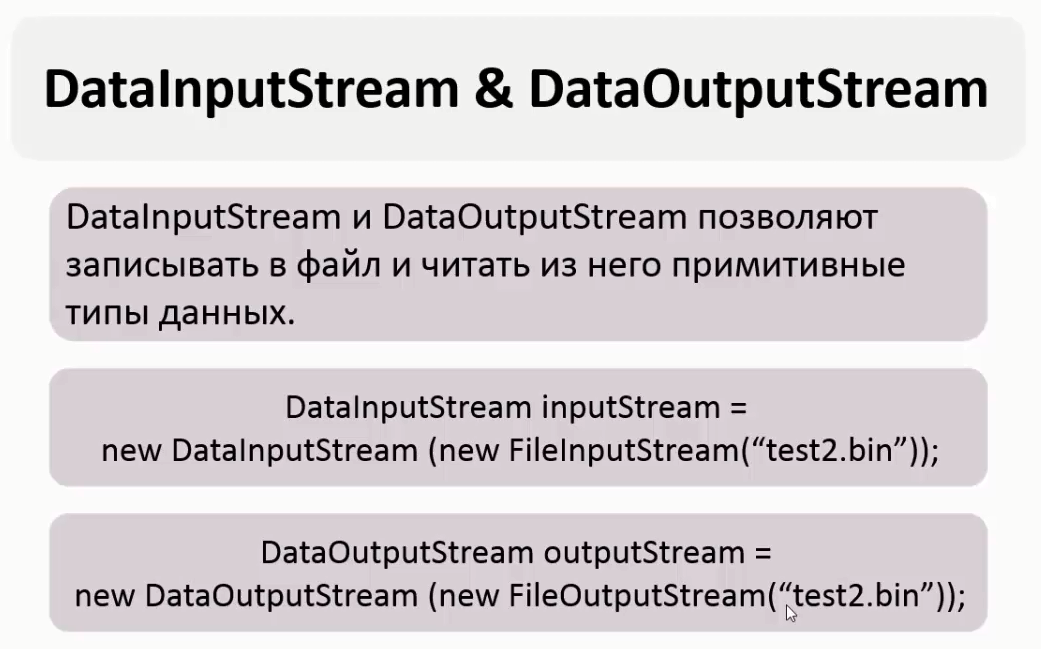 DataInputStream & DataOutputStream
DataInputStream и DataOutputStream позволяют
записывать в файл и читать из него примитивные
типы данных.
DataInputStream inputStream =
new DataInputStream (new FileInputStream(“test2.bin”));
DataOutputStream outputStream =
new DataOutputStream (new FileOutputStream(“test2.bin”));